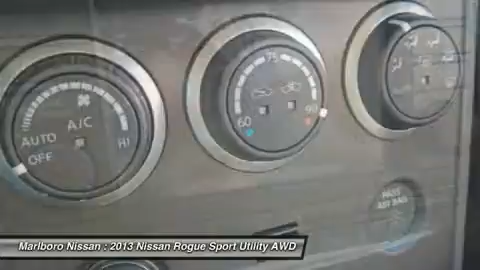 75
60
90
AUTO
A/C
OFF
HI
PASS
AIR BAG
Marlboro Nissan : 2013 Nissan Rogue Sport Utility AWD